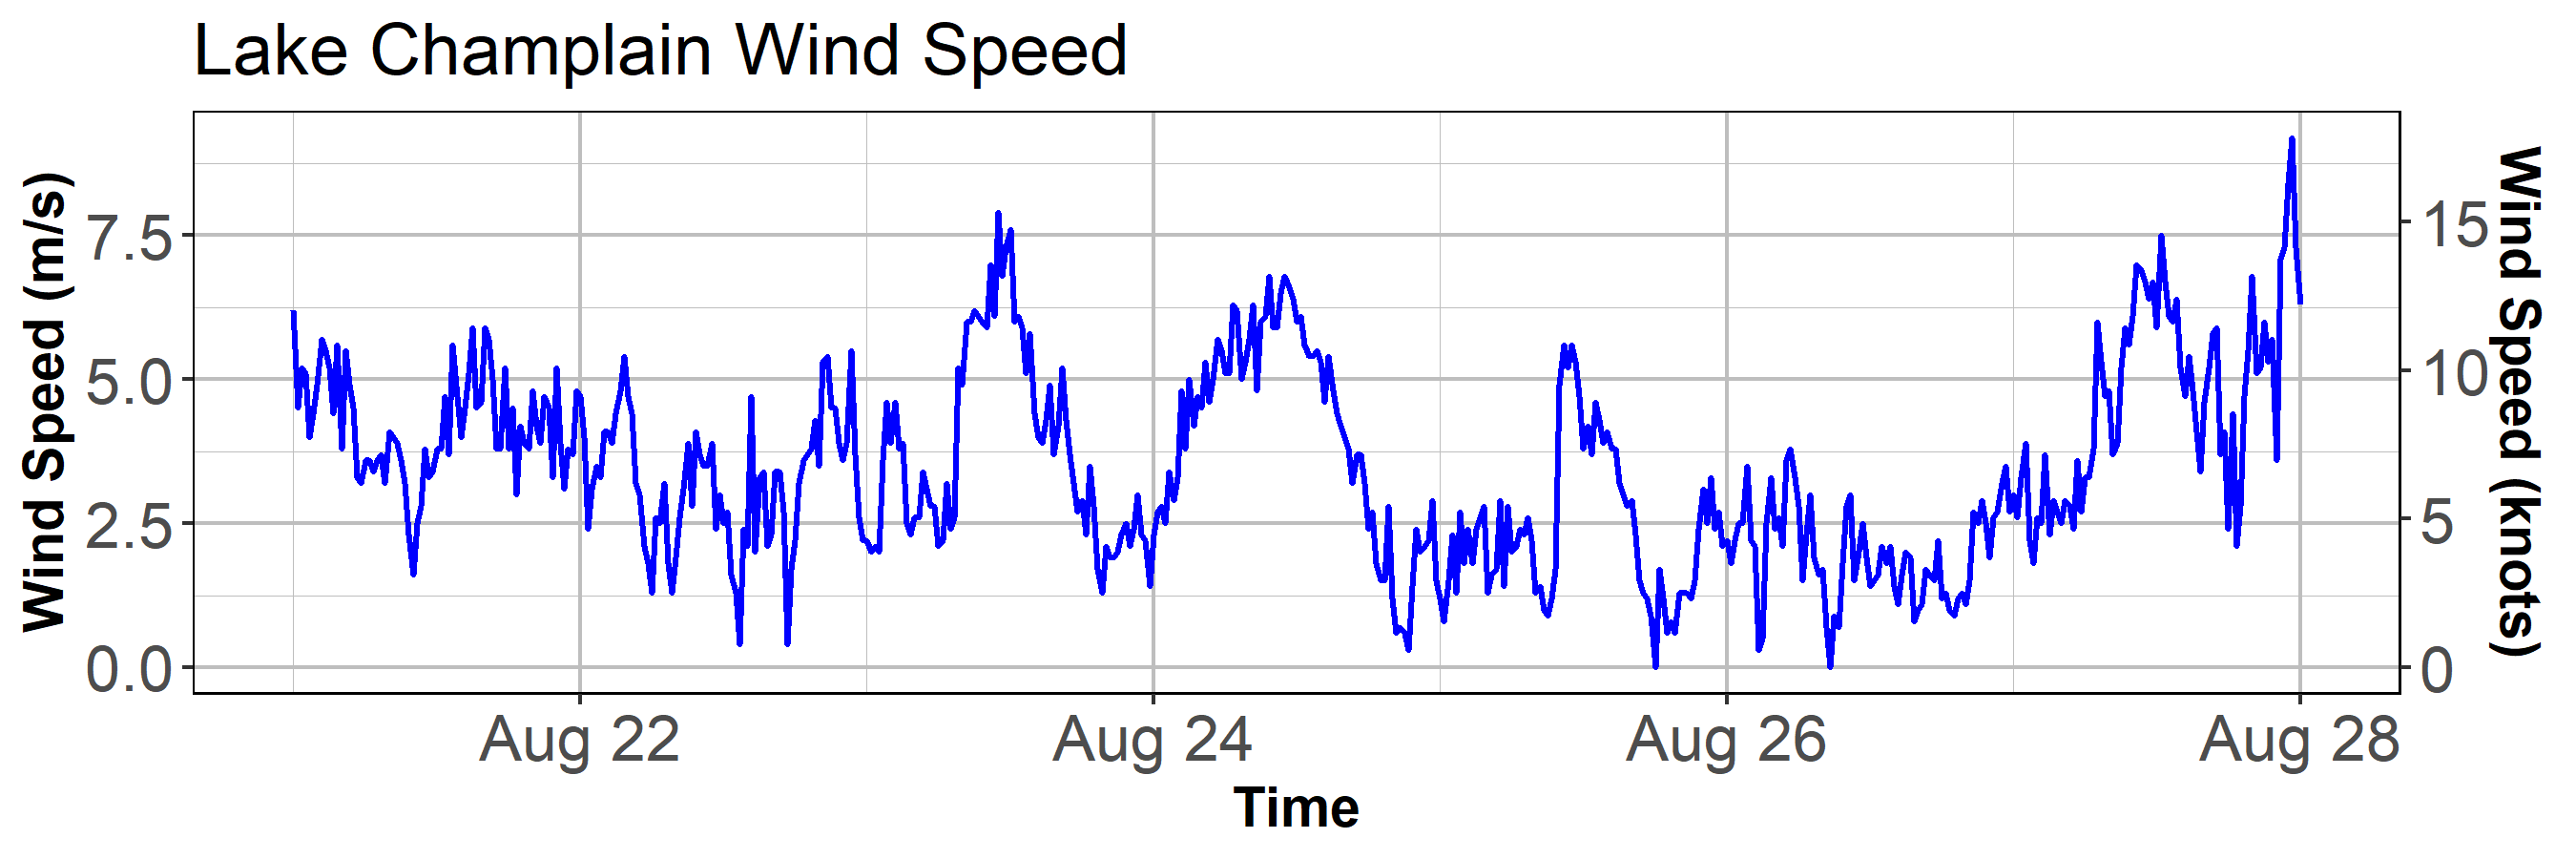 Lake Champlain Wind Speed
Wind Speed (m/s)
7.5
5.0
2.5
0.0
15
10
5
0
Wind Speed (knots)
Aug 22
Aug 24
Aug 26
Aug 28
Time